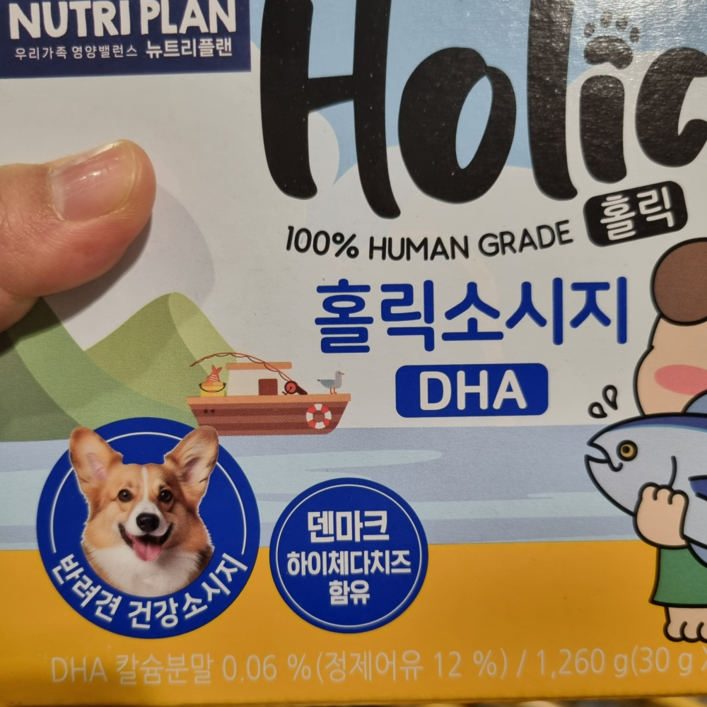 NUTRI PLAN
우리가족 영양밸런스 뉴트리플랜
Holic
100% HUMAN GRADE 홀릭
홀릭소시지
DHA
반려견 건강소시지
덴마크
하이체다치즈
함유
DHA 칼슘분말 0.06 %(정제어유 12 %) / 1,260 g(30 g X